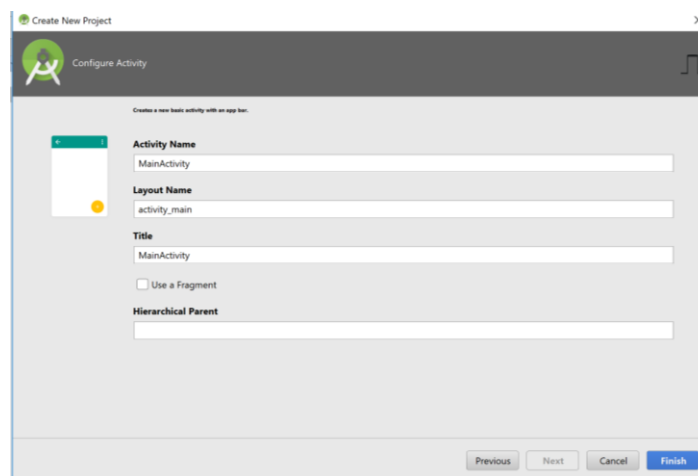 Create New Project
Configure Activity
Creates a new basic activity with an app bar.
Activity Name
MainActivity
Layout Name
activity_main
Title
MainActivity
Use a Fragment
Hierarchical Parent
Previous
Next
Cancel
Finish